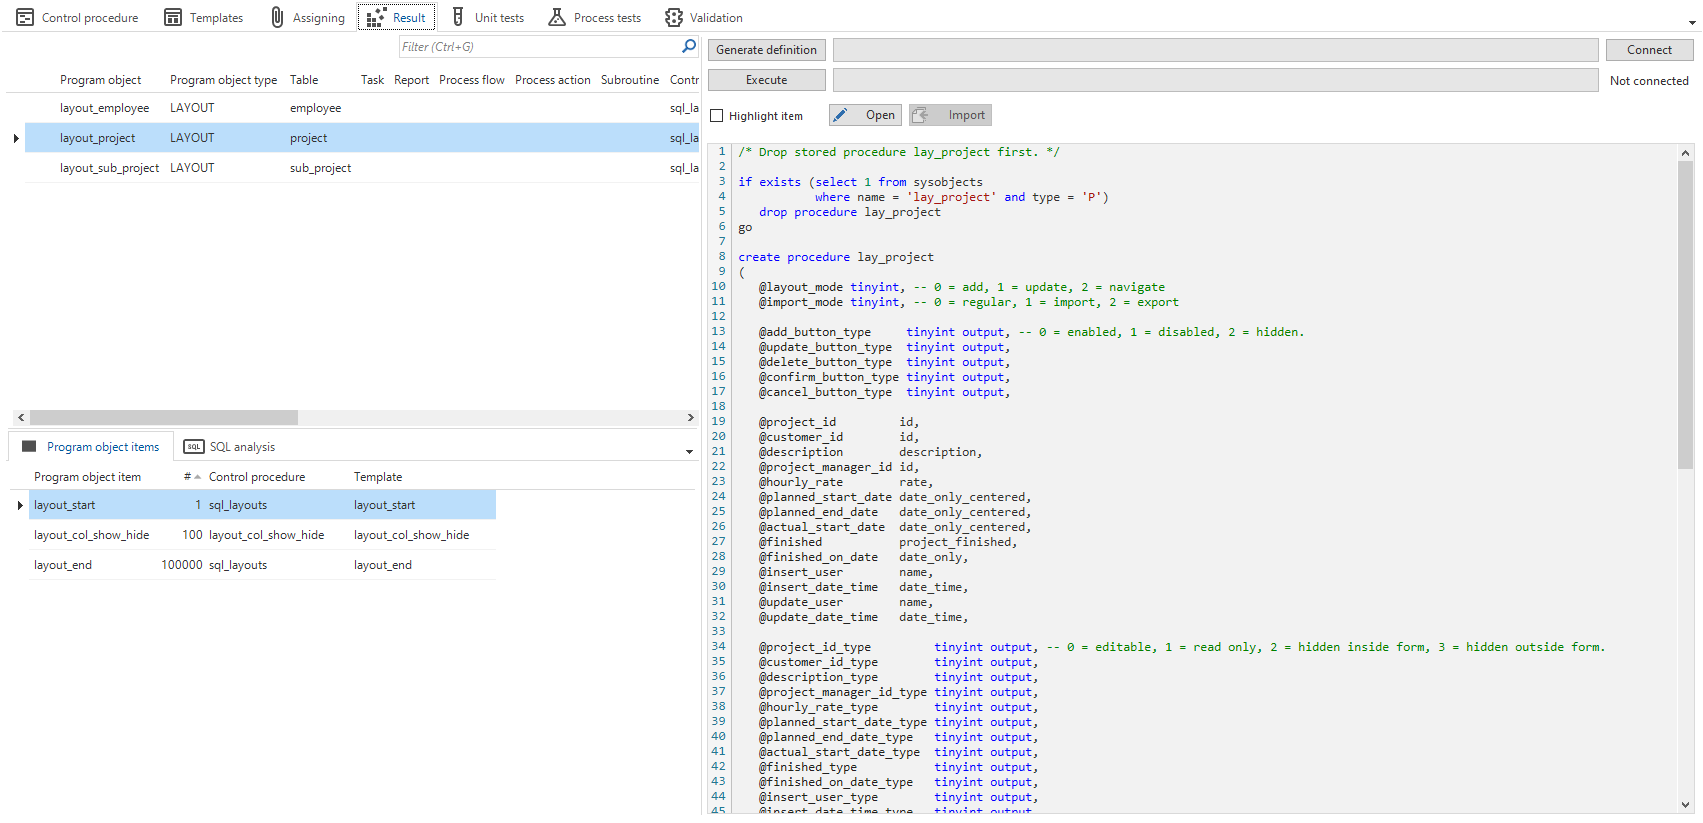 Control procedure Templates Assigning Result Unit tests Process tests Validation
Filter (Ctrl+G)
Program object Program object type Table Task Report Process flow Process action Subroutine Contr
layout_employee LAYOUT employee sql_la
layout_project LAYOUT project sql_la
layout_sub_project LAYOUT sub_project sql_la
Program object items SQL SQL analysis
Program object item # Control procedure Template
layout_start 1 sql_layouts layout_start
layout_col_show_hide 100 layout_col_show_hide layout_col_show_hide
layout_end 100000 sql_layouts layout_end
Generate definition Connect
Execute Not connected
Highlight item Open Import
1 /* Drop stored procedure lay_project first. */
2
3 if exists (select 1 from sysobjects
4 where name = 'lay_project' and type = 'P')
5 drop procedure lay_project
6 go
7
8 create procedure lay_project
9 (
10 @layout_mode tinyint, -- 0 = add, 1 = update, 2 = navigate
11 @import_mode tinyint, -- 0 = regular, 1 = import, 2 = export
12
13 @add_button_type tinyint output, -- 0 = enabled, 1 = disabled, 2 = hidden.
14 @update_button_type tinyint output,
15 @delete_button_type tinyint output,
16 @confirm_button_type tinyint output,
17 @cancel_button_type tinyint output,
18
19 @project_id id,
20 @customer_id id,
21 @description description,
22 @project_manager_id id,
23 @hourly_rate rate,
24 @planned_start_date date_only_centered,
25 @planned_end_date date_only_centered,
26 @actual_start_date date_only_centered,
27 @finished project_finished,
28 @finished_on_date date_only,
29 @insert_user name,
30 @insert_date_time date_time,
31 @update_user name,
32 @update_date_time date_time,
33
34 @project_id_type tinyint output, -- 0 = editable, 1 = read only, 2 = hidden inside form, 3 = hidden outside form.
35 @customer_id_type tinyint output,
36 @description_type tinyint output,
37 @project_manager_id_type tinyint output,
38 @hourly_rate_type tinyint output,
39 @planned_start_date_type tinyint output,
40 @planned_end_date_type tinyint output,
41 @actual_start_date_type tinyint output,
42 @finished_type tinyint output,
43 @finished_on_date_type tinyint output,
44 @insert_user_type tinyint output,
45 @insert_date_time_type tinyint output,